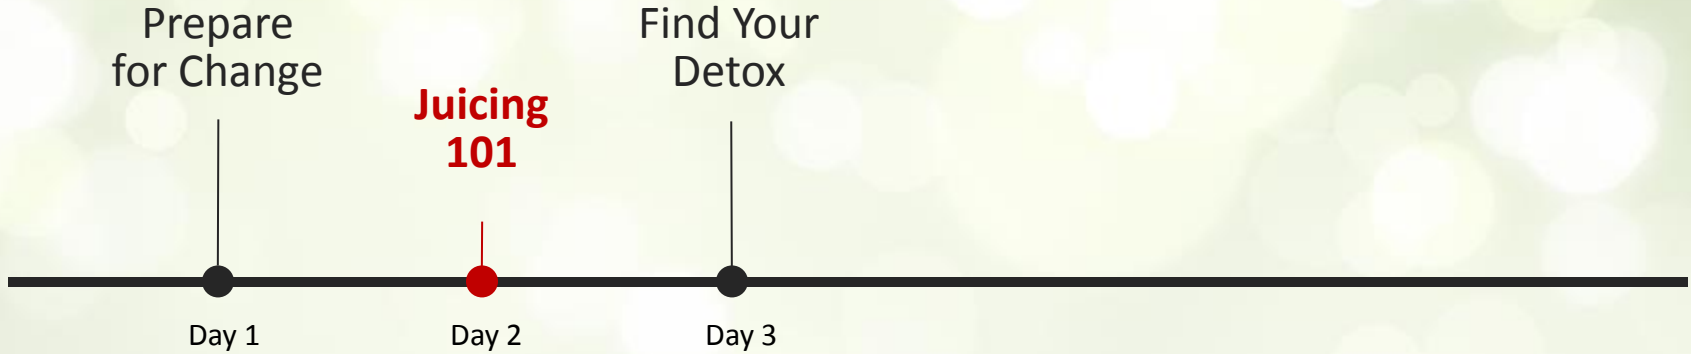 Prepare
for Change
Juicing
101
Find Your
Detox
Day 1
Day 2
Day 3